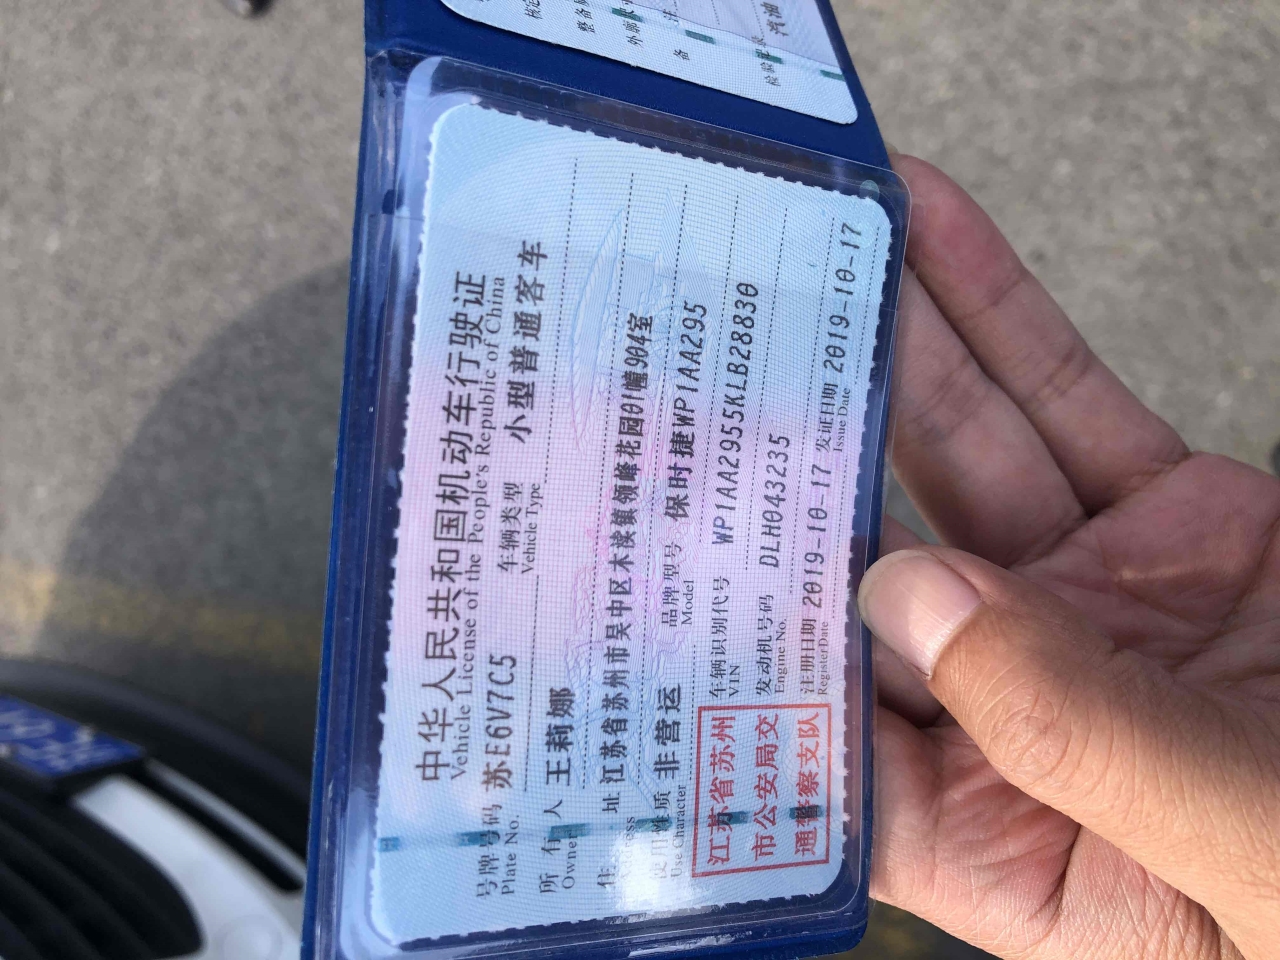 中华人民共和国机动车行驶证
Vehicle License of the People's Republic of China
号牌号码 苏E6V7C5 车辆类型 小型普通客车
Plate No. Vehicle Type
所有人 王莉娜
Owner
住址 江苏省苏州市吴中区木渎镇领峰花园01幢904室
使用性质 非营运 品牌型号 保时捷WP1AA295
Use Character Model
江苏省苏州
市公安局交
通警察支队
车辆识别代号 WP1AA2955KLB28830
VIN
发动机号码 DLH043235
Engine No.
注册日期 2019-10-17 发证日期 2019-10-17
Register Date Issue Date
汽油